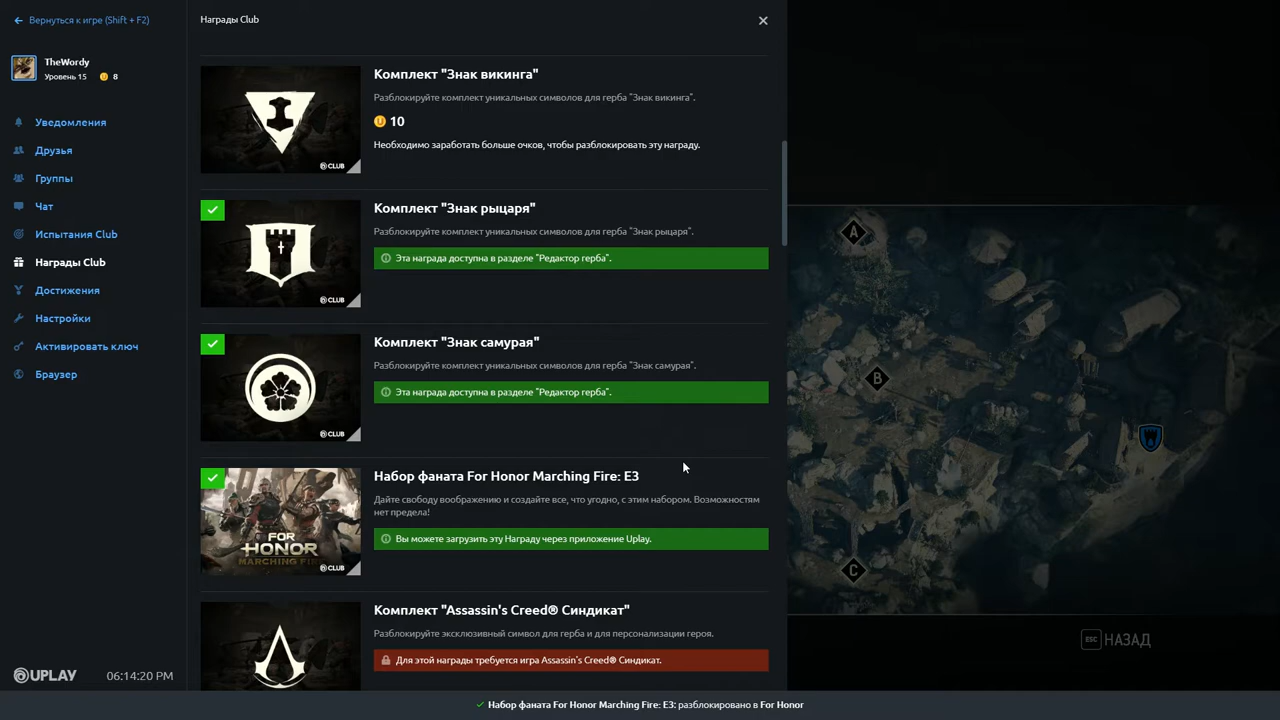 Вернуться к игре (Shift + F2)
TheWordy
Уровень 15 8
Уведомления
Друзья
Группы
Чат
Испытания Club
Награды Club
Достижения
Настройки
Активировать ключ
Браузер
UPLAY 06:14:20 PM
Награды Club
Комплект "Знак викинга"
Разблокируйте комплект уникальных символов для герба "Знак викинга".
10
Необходимо заработать больше очков, чтобы разблокировать эту награду.
CLUB
Комплект "Знак рыцаря"
Разблокируйте комплект уникальных символов для герба "Знак рыцаря".
Эта награда доступна в разделе "Редактор герба".
CLUB
Комплект "Знак самурая"
Разблокируйте комплект уникальных символов для герба "Знак самурая".
Эта награда доступна в разделе "Редактор герба".
CLUB
Набор фаната For Honor Marching Fire: E3
Дайте свободу воображению и создайте все, что угодно, с этим набором. Возможностям
нет предела!
Вы можете загрузить эту Награду через приложение Uplay.
FOR
HONOR
MARCHING FIRE
CLUB
Комплект "Assassin's Creed® Синдикат"
Разблокируйте эксклюзивный символ для герба и для персонализации героя.
Для этой награды требуется игра Assassin's Creed® Синдикат.
A
B
C
ESC НАЗАД
Набор фаната For Honor Marching Fire: E3: разблокировано в For Honor